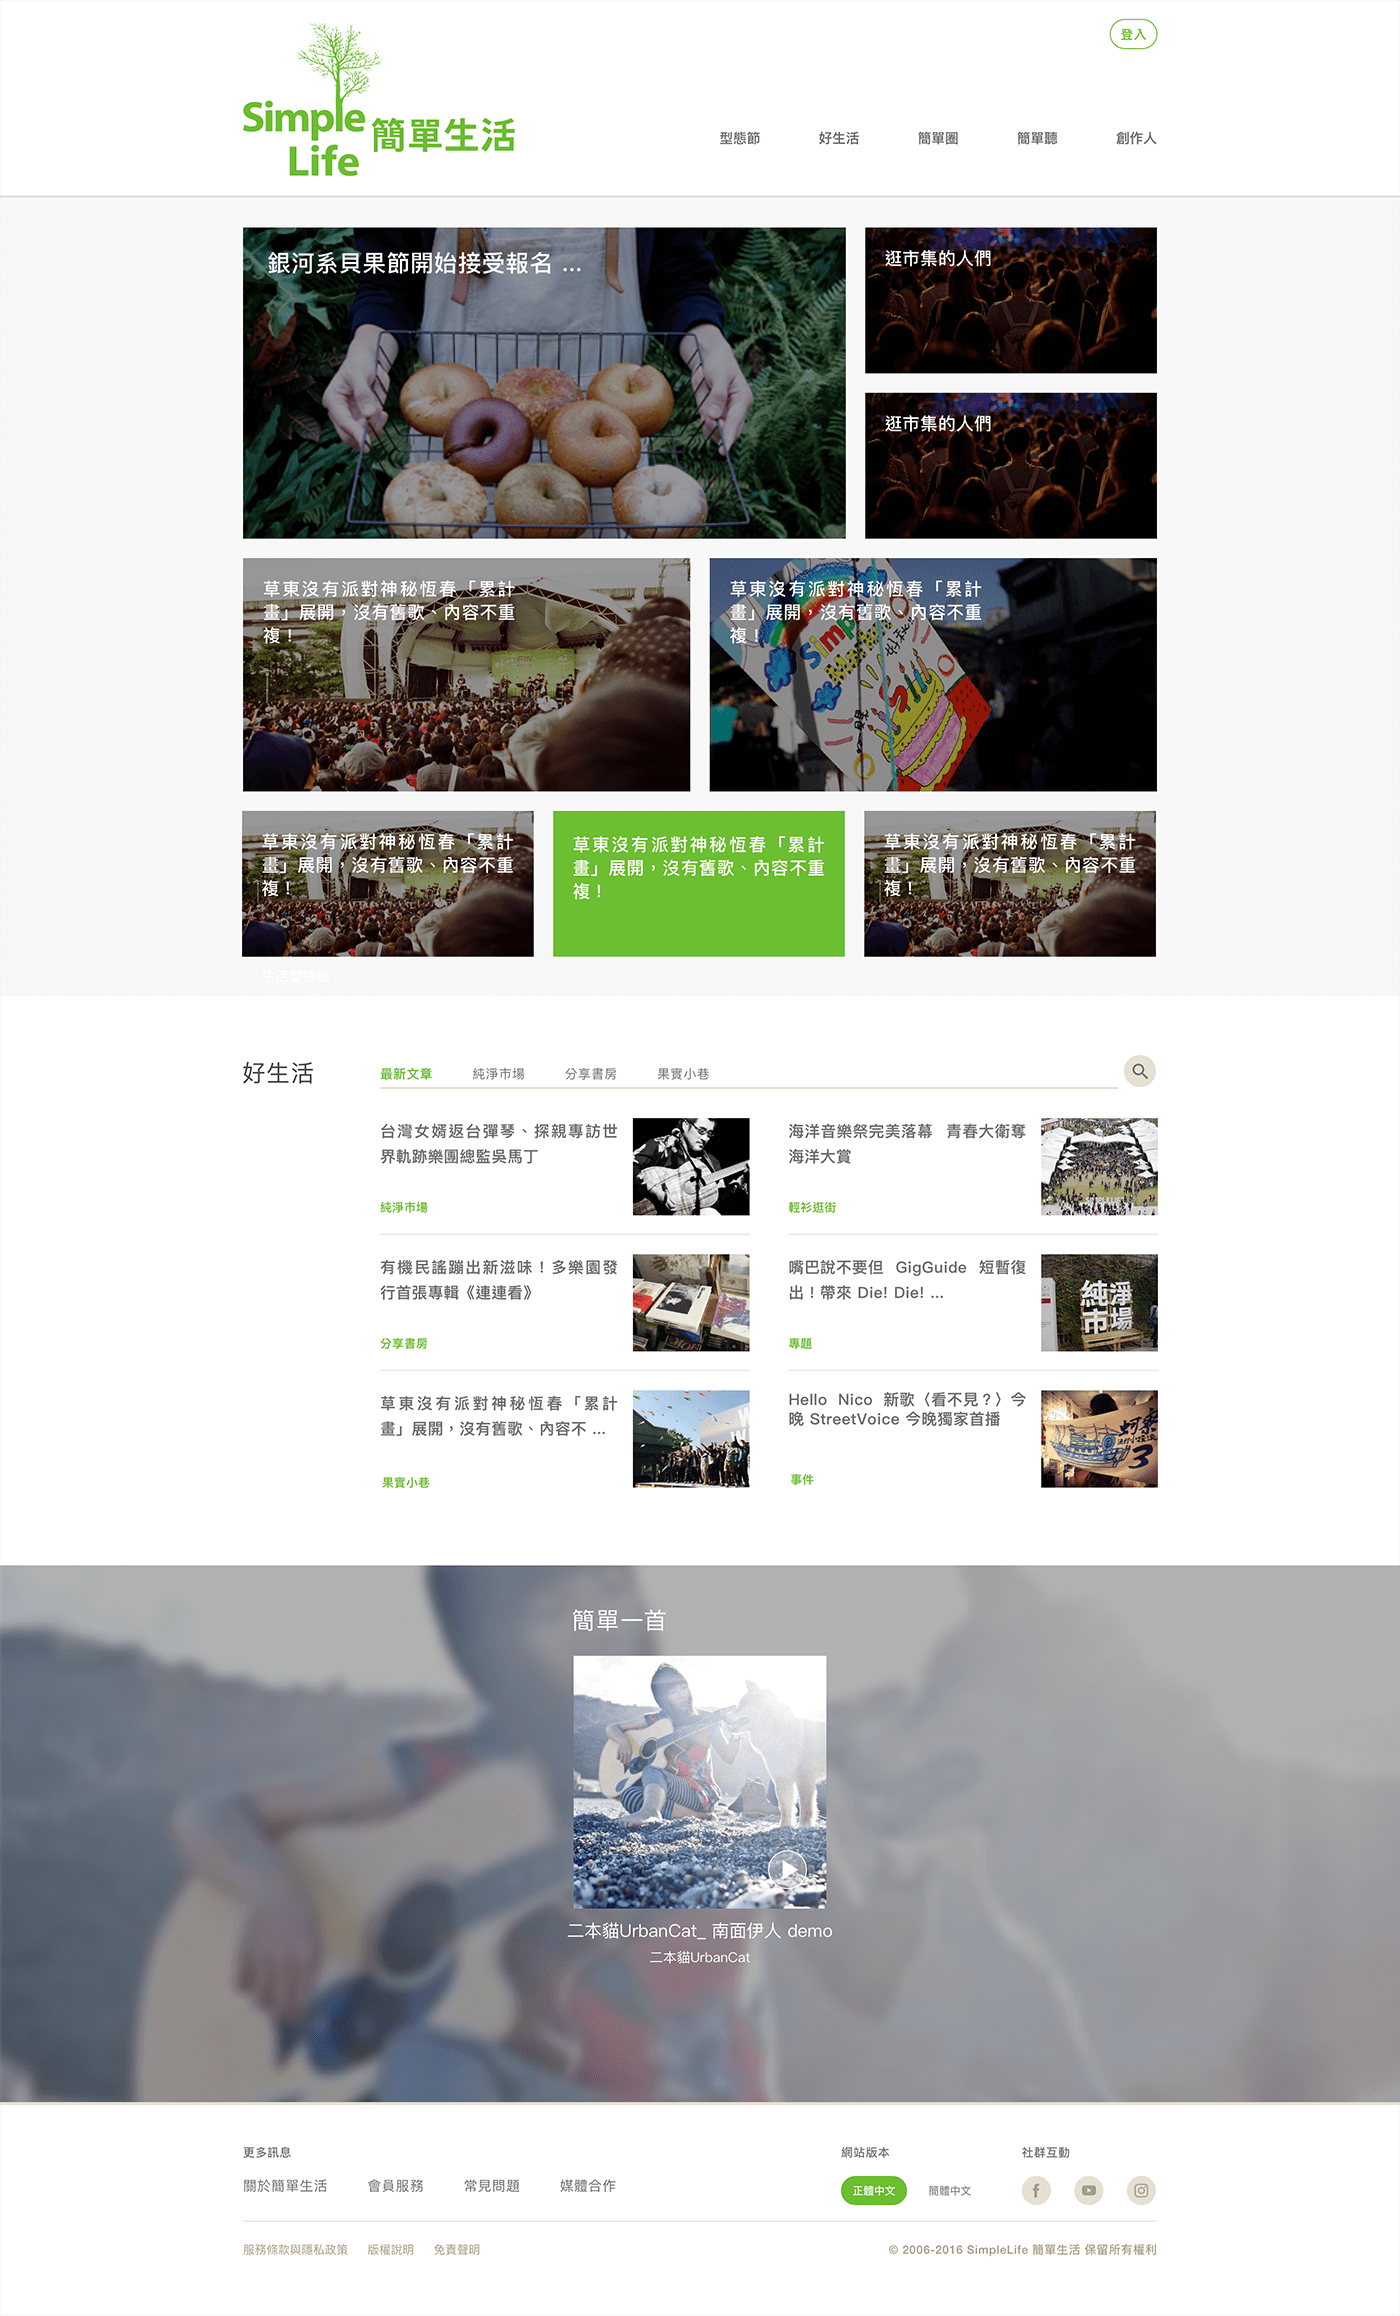 登入
Simple
Life
簡單生活
型態節
好生活
簡單圈
簡單聽
創作人
銀河系貝果節開始接受報名 ...
逛市集的人們
逛市集的人們
草東沒有派對神秘恆春「累計
畫」展開，沒有舊歌、內容不重
複！
草東沒有派對神秘恆春「累計
畫」展開，沒有舊歌、內容不重
複！
草東沒有派對神秘恆春「累計
畫」展開，沒有舊歌、內容不重
複！
草東沒有派對神秘恆春「累計
畫」展開，沒有舊歌、內容不重
複！
草東沒有派對神秘恆春「累計
畫」展開，沒有舊歌、內容不重
複！
生活型態節
好生活
最新文章
純淨市場
分享書房
果實小巷
台灣女婿返台彈琴、探親專訪世
界軌跡樂團總監吳馬丁
純淨市場
海洋音樂祭完美落幕 青春大衛奪
海洋大賞
輕衫逛街
有機民謠蹦出新滋味！多樂園發
行首張專輯《連連看》
分享書房
嘴巴說不要但 GigGuide 短暫復
出！帶來 Die! Die! ...
專題
純淨
市場
草東沒有派對神秘恆春「累計
畫」展開，沒有舊歌、內容不 ...
果實小巷
Hello Nico 新歌〈看不見？〉今
晚 StreetVoice 今晚獨家首播
事件
簡單一首
二本貓UrbanCat_ 南面伊人 demo
二本貓UrbanCat
更多訊息
關於簡單生活
會員服務
常見問題
媒體合作
網站版本
正體中文
簡體中文
社群互動
服務條款與隱私政策
版權說明
免責聲明
© 2006-2016 SimpleLife 簡單生活 保留所有權利